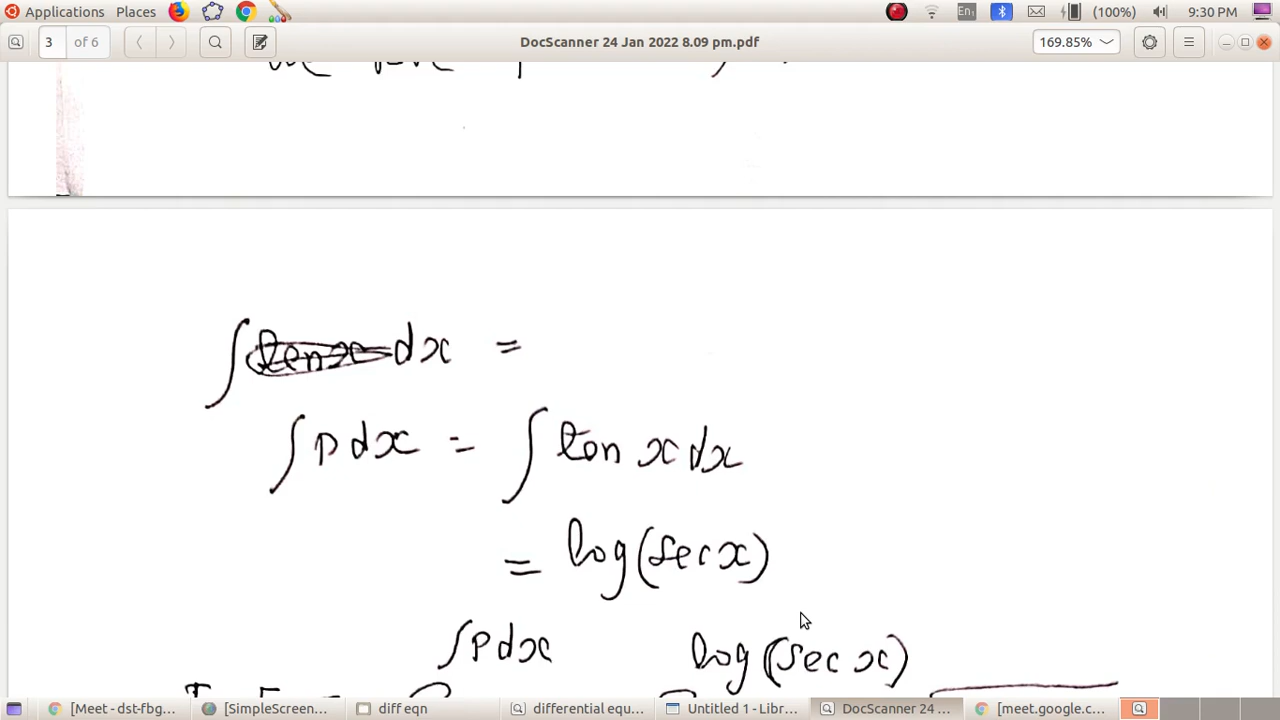 Applications Places En₁ (100%) 9:30 PM
3 of 6 DocScanner 24 Jan 2022 8.09 pm.pdf 169.85%
∫ dx =
∫ P dx = ∫ tan x dx
= log(sec x)
∫ P dx log(sec x)
[Meet - dst-fbg... [SimpleScreen... diff eqn differential equ... Untitled 1 - Libr... DocScanner 24 ... [meet.google.c...